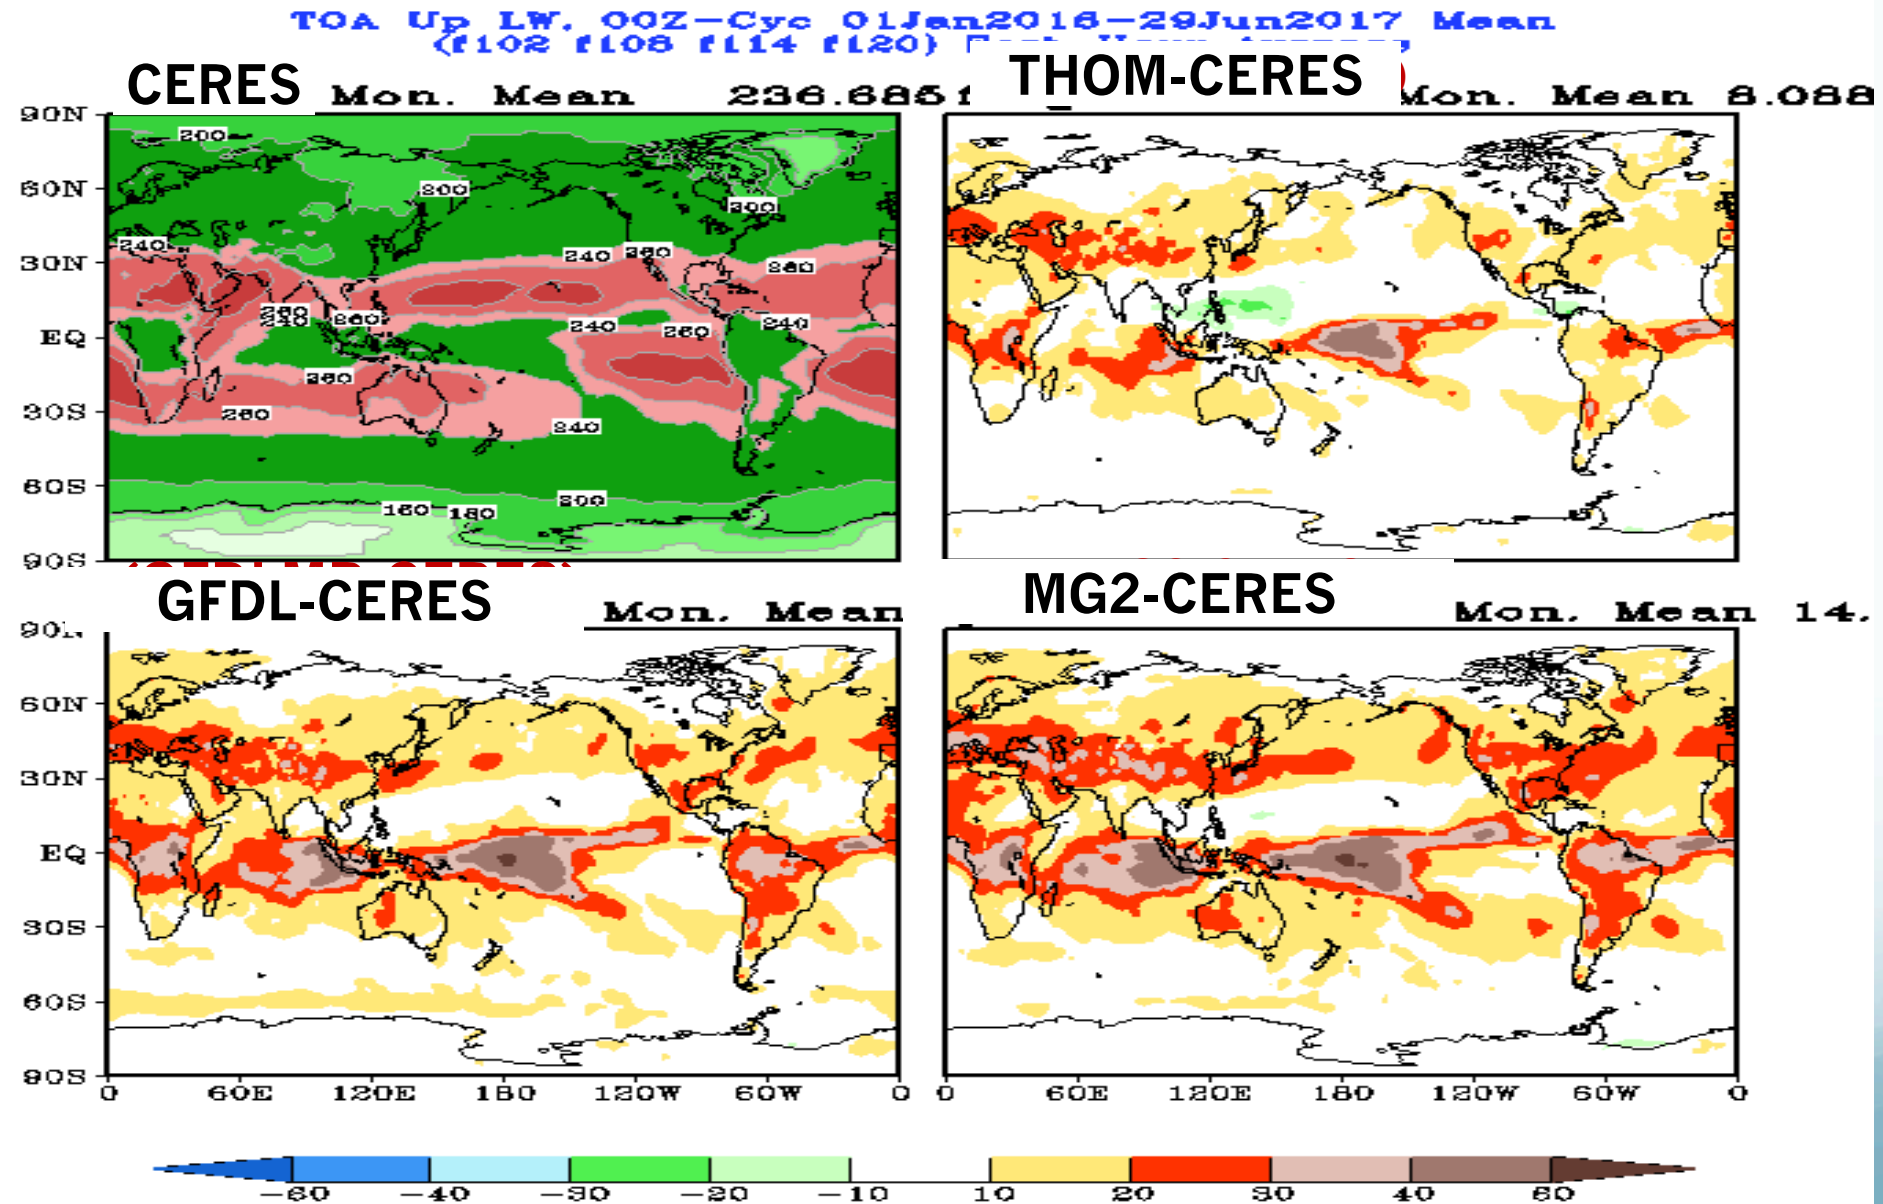 TOA Up LW, 00Z-Cyc 01Jan2016-29Jun2017 Mean
(f102 f108 f114 f120)
CERES Mon. Mean 236.685
THOM-CERES Mon. Mean 8.088
90N
60N
30N
EQ
30S
60S
90S
200
200
200
240
240
260
260
260
240
260
240
260
240
260
260
240
200
160
180
GFDL-CERES Mon. Mean
MG2-CERES Mon. Mean 14.
60N
30N
EQ
30S
60S
90S
0 60E 120E 180 120W 60W 0
0 60E 120E 180 120W 60W 0
-60 -40 -30 -20 -10 10 20 30 40 60